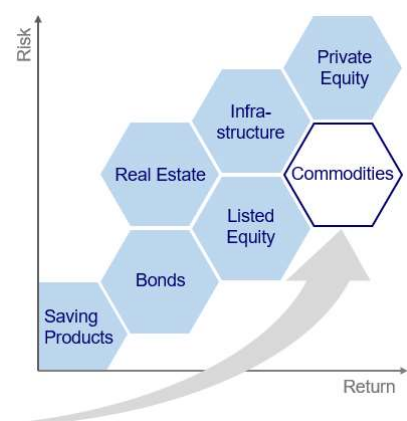 Risk
Private
Equity
Infra-
structure
Real Estate
Commodities
Listed
Equity
Bonds
Saving
Products
Return